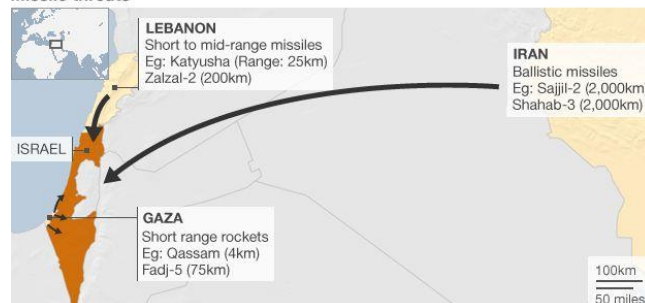 missile threats
LEBANON
Short to mid-range missiles
Eg: Katyusha (Range: 25km)
Zalzal-2 (200km)
IRAN
Ballistic missiles
Eg: Sajjil-2 (2,000km)
Shahab-3 (2,000km)
ISRAEL
GAZA
Short range rockets
Eg: Qassam (4km)
Fadj-5 (75km)
100km
50 miles